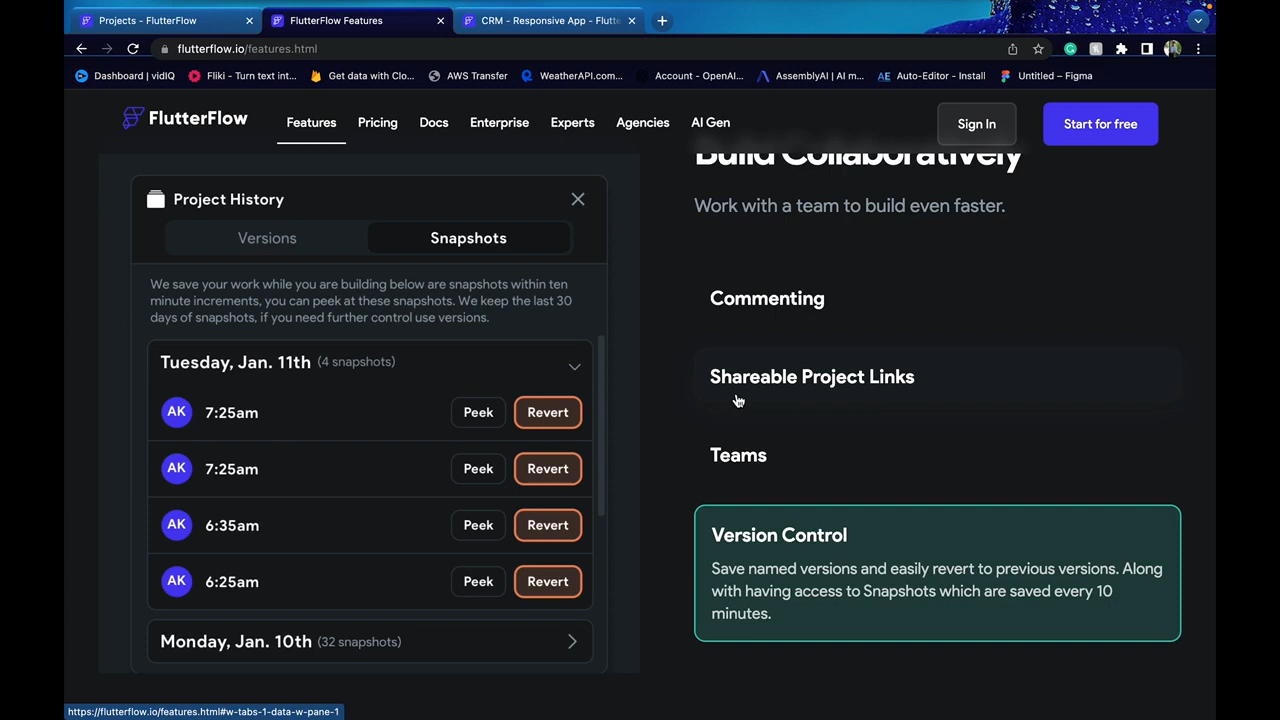 Projects - FlutterFlow
FlutterFlow Features
CRM - Responsive App - Flutte
flutterflow.io/features.html
Dashboard | vidIQ
Fliki - Turn text int...
Get data with Clo...
AWS Transfer
WeatherAPI.com...
Account - OpenAI...
AssemblyAI | AI m...
AE Auto-Editor - Install
Untitled – Figma
FlutterFlow
Features
Pricing
Docs
Enterprise
Experts
Agencies
AI Gen
Sign In
Start for free
Project History
Versions
Snapshots
We save your work while you are building below are snapshots within ten
minute increments, you can peek at these snapshots. We keep the last 30
days of snapshots, if you need further control use versions.
Tuesday, Jan. 11th (4 snapshots)
AK 7:25am Peek Revert
AK 7:25am Peek Revert
AK 6:35am Peek Revert
AK 6:25am Peek Revert
Monday, Jan. 10th (32 snapshots)
Build Collaboratively
Work with a team to build even faster.
Commenting
Shareable Project Links
Teams
Version Control
Save named versions and easily revert to previous versions. Along
with having access to Snapshots which are saved every 10
minutes.
https://flutterflow.io/features.html#w-tabs-1-data-w-pane-1